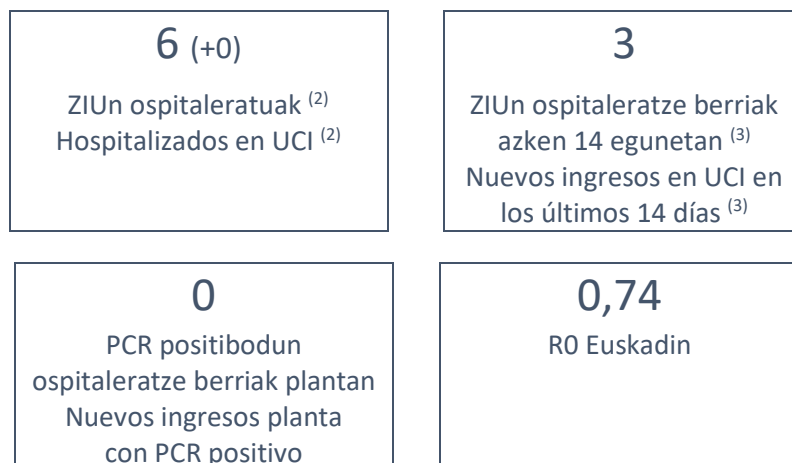 6 (+0)
ZIUn ospitaleratuak (2)
Hospitalizados en UCI (2)
3
ZIUn ospitaleratze berriak
azken 14 egunetan (3)
Nuevos ingresos en UCI en
los últimos 14 días (3)
0
PCR positibodun
ospitaleratze berriak plantan
Nuevos ingresos planta
con PCR positivo
0,74
R0 Euskadin